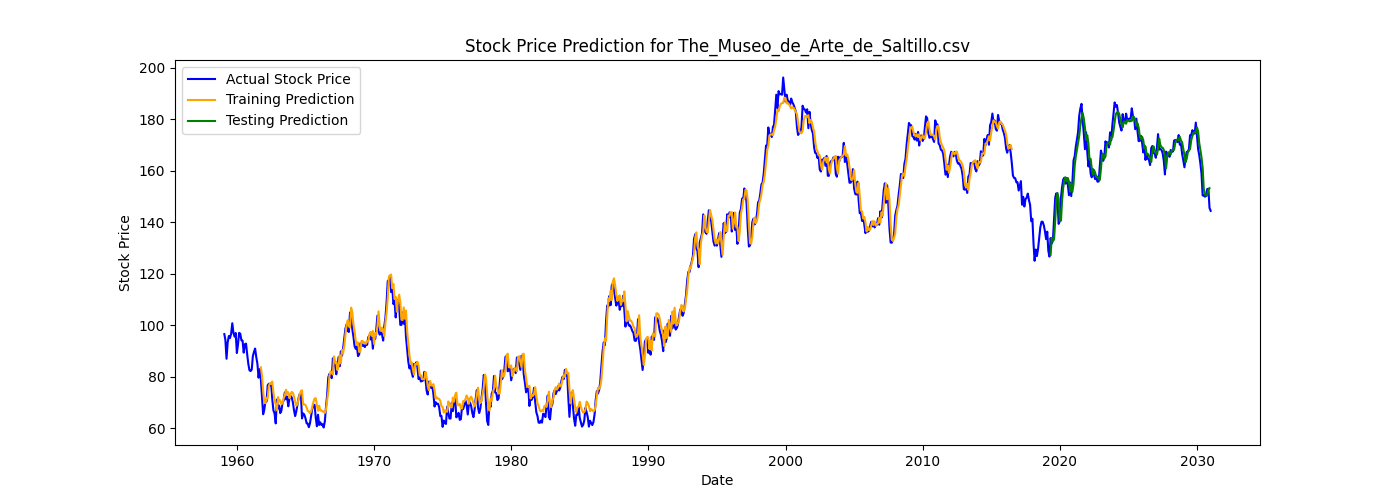 Stock Price Prediction for The_Museo_de_Arte_de_Saltillo.csv
Actual Stock Price
Training Prediction
Testing Prediction
Stock Price
200
180
160
140
120
100
80
60
1960 1970 1980 1990 2000 2010 2020 2030
Date